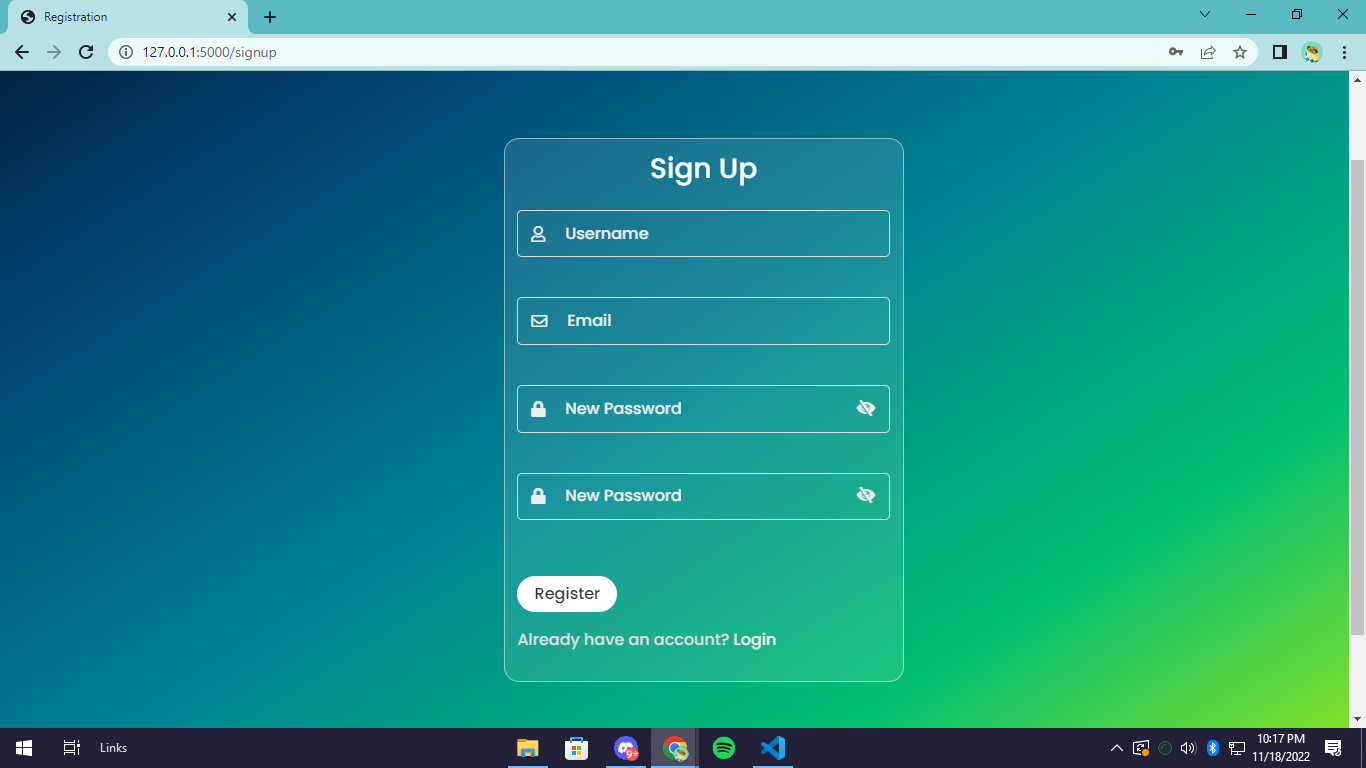 Registration
127.0.0.1:5000/signup
Sign Up
Username
Email
New Password
New Password
Register
Already have an account? Login
Links
9+
10:17 PM
11/18/2022